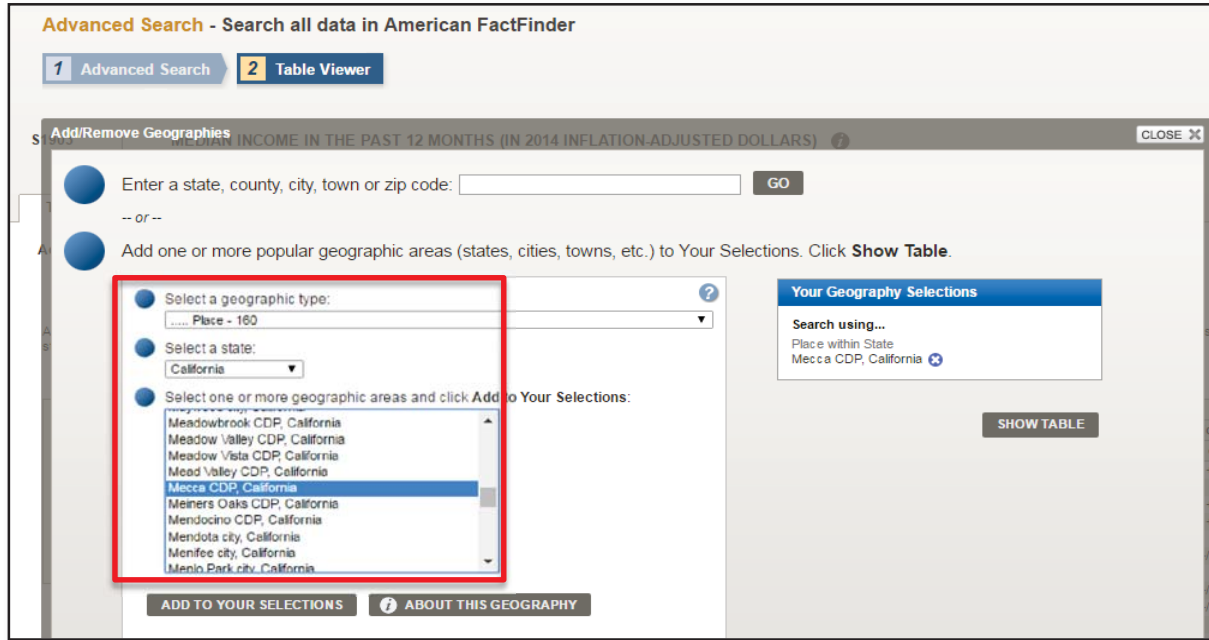 Advanced Search - Search all data in American FactFinder
1 Advanced Search 2 Table Viewer
Add/Remove Geographies
MEDIAN INCOME IN THE PAST 12 MONTHS (IN 2014 INFLATION-ADJUSTED DOLLARS)
CLOSE X
Enter a state, county, city, town or zip code: GO
-- or --
Add one or more popular geographic areas (states, cities, towns, etc.) to Your Selections. Click Show Table.
Select a geographic type:
..... Place - 160
Select a state:
California
Select one or more geographic areas and click Add to Your Selections:
Meadowbrook CDP, California
Meadow Valley CDP, California
Meadow Vista CDP, California
Mead Valley CDP, California
Mecca CDP, California
Meiners Oaks CDP, California
Mendocino CDP, California
Mendota city, California
Menifee city, California
Menlo Park city, California
ADD TO YOUR SELECTIONS
i ABOUT THIS GEOGRAPHY
?
Your Geography Selections
Search using...
Place within State
Mecca CDP, California
SHOW TABLE